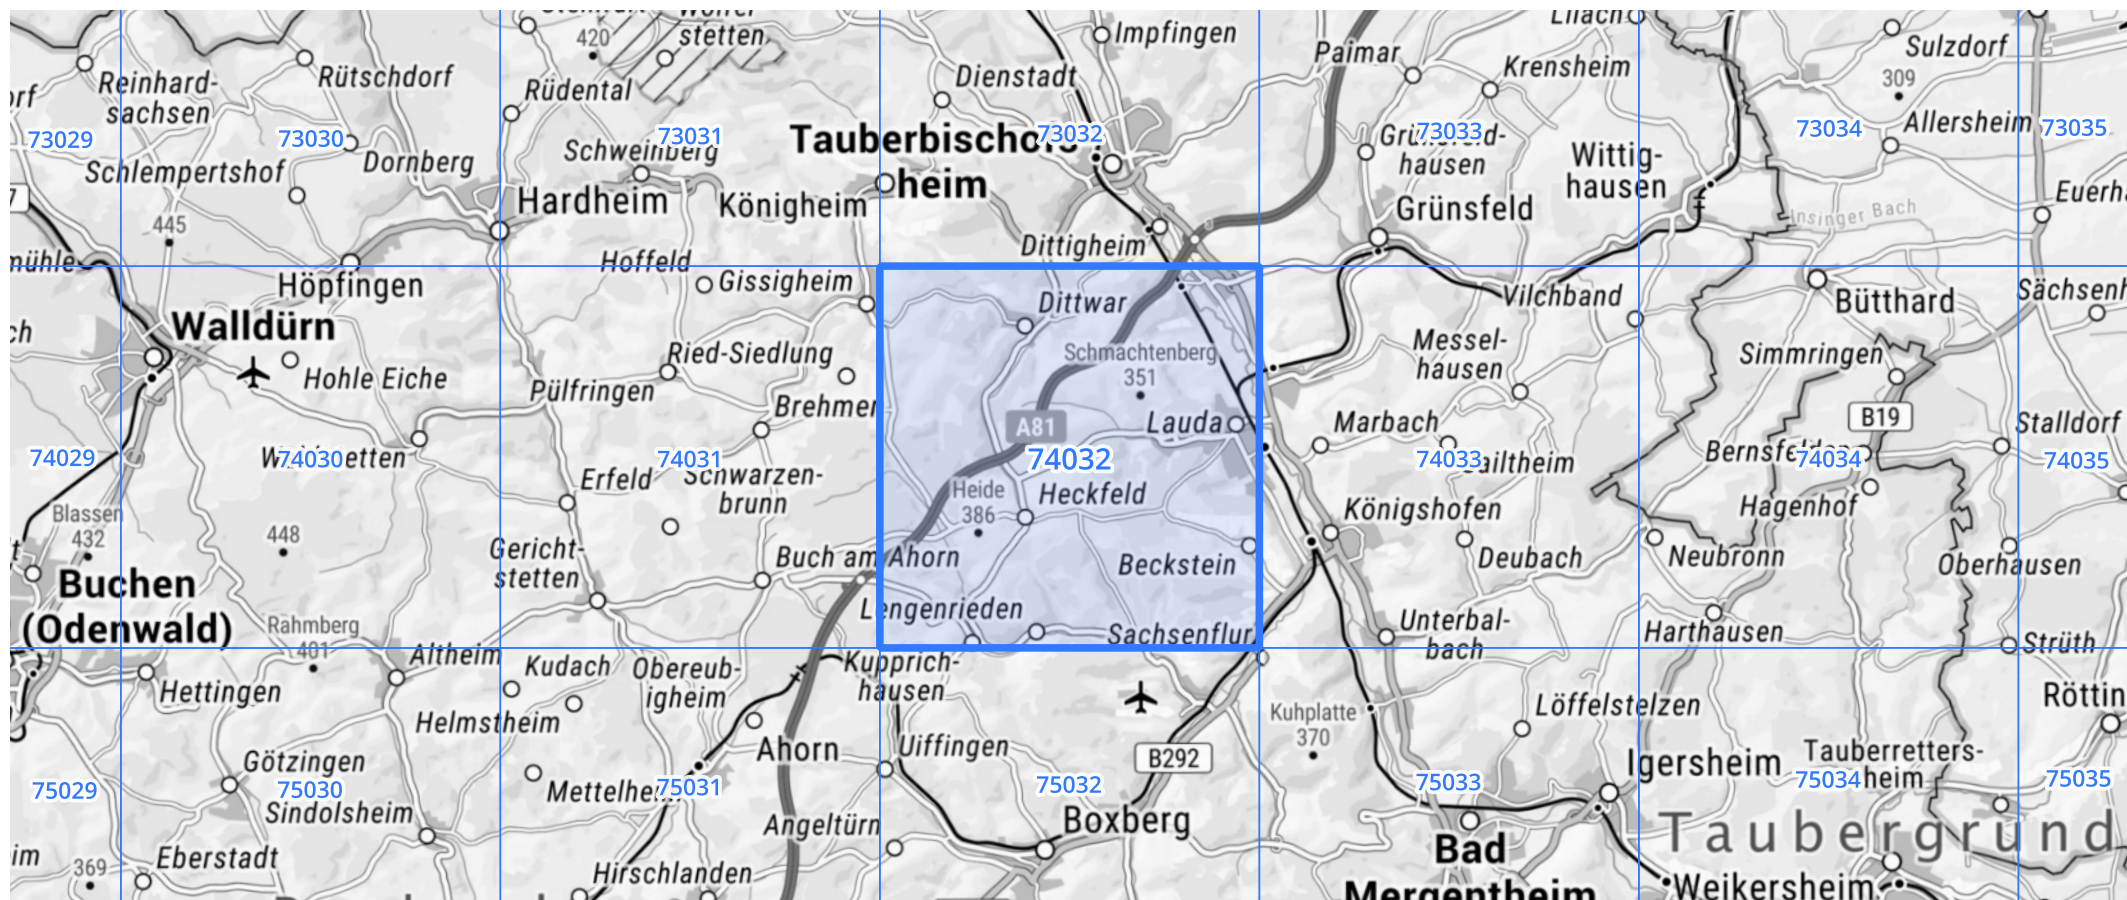 420
stetten
Impfingen
Paimar
Krensheim
Sulzdorf
309
Reinhard-
sachsen
Rütschdorf
Rüdental
Dienstadt
73029
73030
73031
73032
73033
73034
73035
Schlempertshof
Dornberg
Schweinberg
hausen
Allersheim
heim
Wittig-
hausen
Hardheim
Königheim
Grünsfeld
Insinger Bach
445
Dittigheim
Hoffeld
Gissigheim
Höpfingen
Dittwar
Vilchband
Bütthard
Walldürn
Ried-Siedlung
Schmachtenberg
351
Messel-
hausen
Simmringen
Hohle Eiche
Pülfringen
Brehmen
A81
Lauda
Marbach
B19
Stalldorf
74029
74030
74031
74032
74033
74034
74035
Erfeld
Schwarzen-
brunn
Heide
386
Heckfeld
Königshofen
Hagenhof
Blassen
432
448
Gericht-
stetten
Buch am Ahorn
Beckstein
Deubach
Neubronn
Oberhausen
Buchen
(Odenwald)
Rahmberg
401
Lengenrieden
Sachsenflur
Unterbal-
bach
Harthausen
Strüth
Altheim
Kudach
Obereub-
igheim
Kupprich-
hausen
Hettingen
Helmstheim
Kuhplatte
370
Löffelstelzen
Ahorn
Uiffingen
B292
Igersheim
Tauberretters-
heim
Götzingen
75029
75030
75031
75032
75033
75034
75035
Sindolsheim
Angeltürn
Boxberg
Taubergrund
369
Eberstadt
Hirschlanden
Bad
Mergentheim
Weikersheim